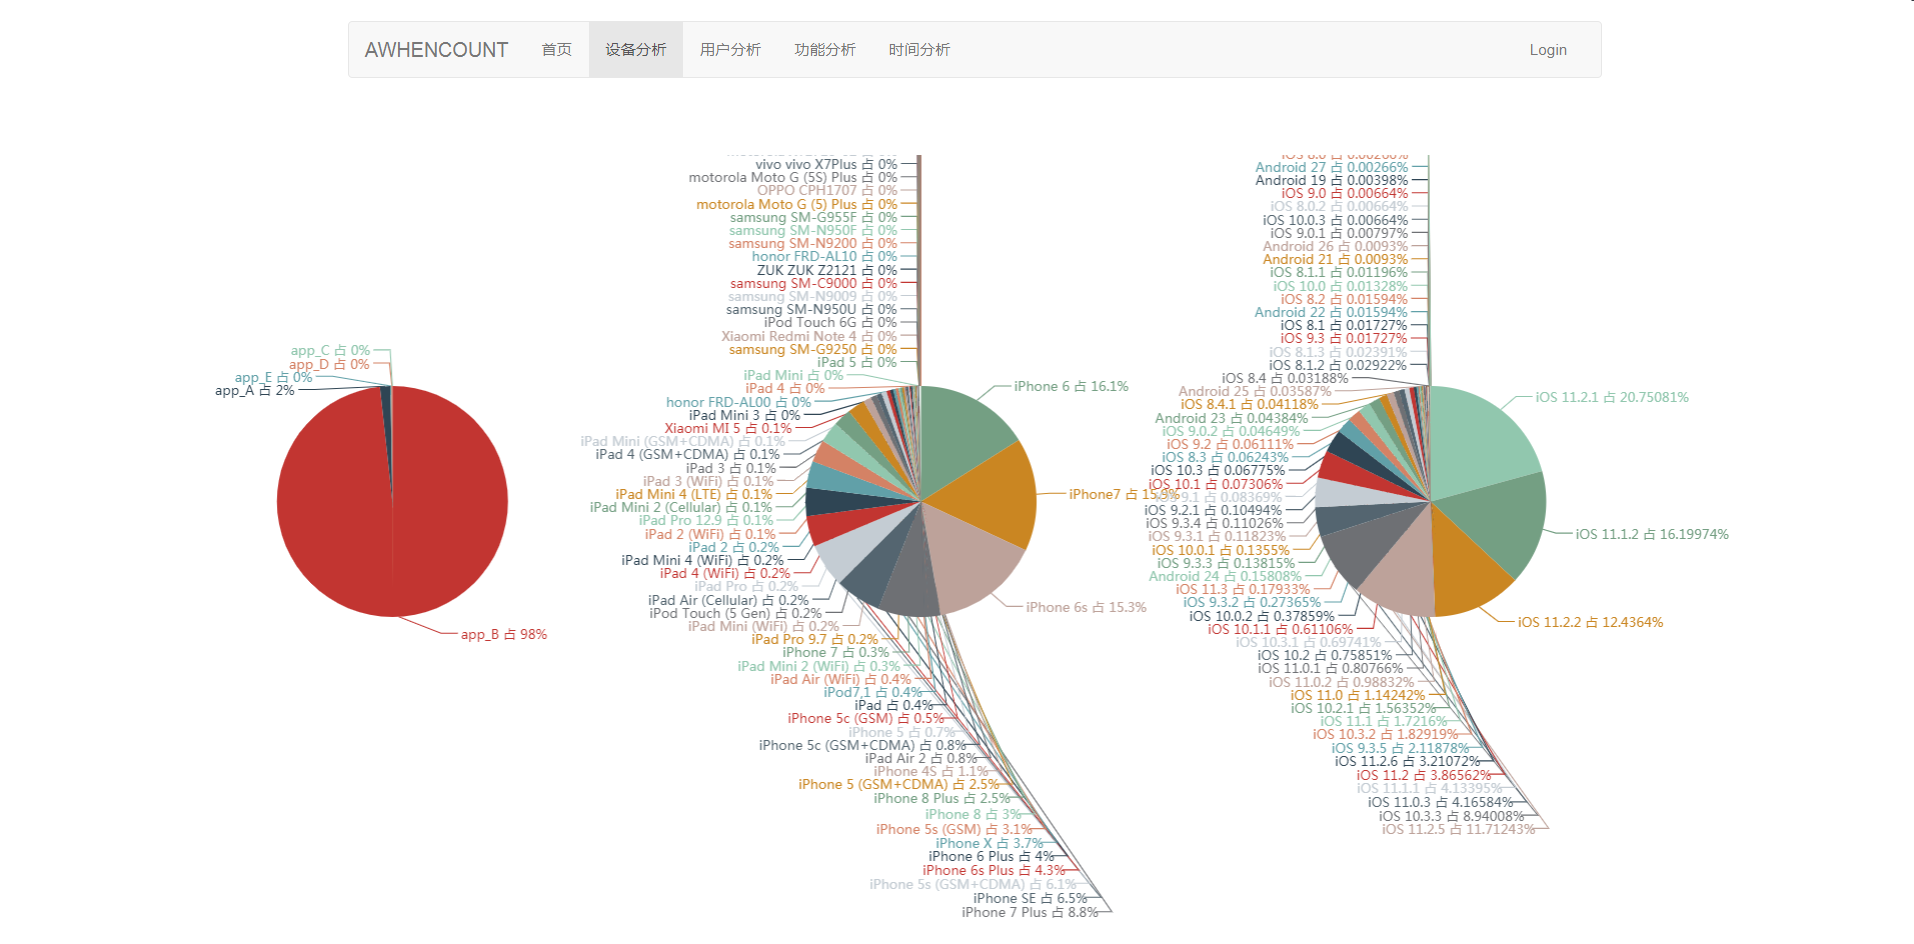 AWHENCOUNT 首页 设备分析 用户分析 功能分析 时间分析 Login
app_C 占 0%
app_D 占 0%
app_E 占 0%
app_A 占 2%
app_B 占 98%
vivo vivo X7Plus 占 0%
motorola Moto G (5S) Plus 占 0%
OPPO CPH1707 占 0%
motorola Moto G (5) Plus 占 0%
samsung SM-G955F 占 0%
samsung SM-N950F 占 0%
samsung SM-N9200 占 0%
honor FRD-AL10 占 0%
ZUK ZUK Z2121 占 0%
samsung SM-C9000 占 0%
samsung SM-N9009 占 0%
samsung SM-N950U 占 0%
iPod Touch 6G 占 0%
Xiaomi Redmi Note 4 占 0%
samsung SM-G9250 占 0%
iPad 5 占 0%
iPad Mini 占 0%
iPad 4 占 0%
honor FRD-AL00 占 0%
iPad Mini 3 占 0%
Xiaomi MI 5 占 0.1%
iPad Mini (GSM+CDMA) 占 0.1%
iPad 4 (GSM+CDMA) 占 0.1%
iPad 3 占 0.1%
iPad 3 (WiFi) 占 0.1%
iPad Mini 4 (LTE) 占 0.1%
iPad Mini 2 (Cellular) 占 0.1%
iPad Pro 12.9 占 0.1%
iPad 2 (WiFi) 占 0.1%
iPad 2 占 0.2%
iPad Mini 4 (WiFi) 占 0.2%
iPad 4 (WiFi) 占 0.2%
iPad Pro 占 0.2%
iPad Air (Cellular) 占 0.2%
iPod Touch (5 Gen) 占 0.2%
iPad Mini (WiFi) 占 0.2%
iPad Pro 9.7 占 0.2%
iPhone 7 占 0.3%
iPad Mini 2 (WiFi) 占 0.3%
iPad Air (WiFi) 占 0.4%
iPod7,1 占 0.4%
iPad 占 0.4%
iPhone 5c (GSM) 占 0.5%
iPhone 5 占 0.7%
iPhone 5c (GSM+CDMA) 占 0.8%
iPad Air 2 占 0.8%
iPhone 4S 占 1.1%
iPhone 5 (GSM+CDMA) 占 2.5%
iPhone 8 Plus 占 2.5%
iPhone 8 占 3%
iPhone 5s (GSM) 占 3.1%
iPhone X 占 3.7%
iPhone 6 Plus 占 4%
iPhone 6s Plus 占 4.3%
iPhone 5s (GSM+CDMA) 占 6.1%
iPhone SE 占 6.5%
iPhone 7 Plus 占 8.8%
iPhone 6 占 16.1%
iPhone7 占 15.9%
iPhone 6s 占 15.3%
Android 27 占 0.00266%
Android 19 占 0.00398%
iOS 9.0 占 0.00664%
iOS 8.0.2 占 0.00664%
iOS 10.0.3 占 0.00664%
iOS 9.0.1 占 0.00797%
Android 26 占 0.0093%
Android 21 占 0.0093%
iOS 8.1.1 占 0.01196%
iOS 10.0 占 0.01328%
iOS 8.2 占 0.01594%
Android 22 占 0.01594%
iOS 8.1 占 0.01727%
iOS 9.3 占 0.01727%
iOS 8.1.3 占 0.02391%
iOS 8.1.2 占 0.02922%
iOS 8.4 占 0.03188%
Android 25 占 0.03587%
iOS 8.4.1 占 0.04118%
Android 23 占 0.04384%
iOS 9.0.2 占 0.04649%
iOS 9.2 占 0.06111%
iOS 8.3 占 0.06243%
iOS 10.3 占 0.06775%
iOS 10.1 占 0.07306%
9.1 占 0.08369%
iOS 9.2.1 占 0.10494%
iOS 9.3.4 占 0.11026%
iOS 9.3.1 占 0.11823%
iOS 10.0.1 占 0.1355%
iOS 9.3.3 占 0.13815%
Android 24 占 0.15808%
iOS 11.3 占 0.17933%
iOS 9.3.2 占 0.27365%
iOS 10.0.2 占 0.37859%
iOS 10.1.1 占 0.61106%
iOS 10.3.1 占 0.69741%
iOS 10.2 占 0.75851%
iOS 11.0.1 占 0.80766%
iOS 11.0.2 占 0.98832%
iOS 11.0 占 1.14242%
iOS 10.2.1 占 1.56352%
iOS 11.1 占 1.7216%
iOS 10.3.2 占 1.82919%
iOS 9.3.5 占 2.11878%
iOS 11.2.6 占 3.21072%
iOS 11.2 占 3.86562%
iOS 11.1.1 占 4.13395%
iOS 11.0.3 占 4.16584%
iOS 10.3.3 占 8.94008%
iOS 11.2.5 占 11.71243%
iOS 11.2.1 占 20.75081%
iOS 11.1.2 占 16.19974%
iOS 11.2.2 占 12.4364%